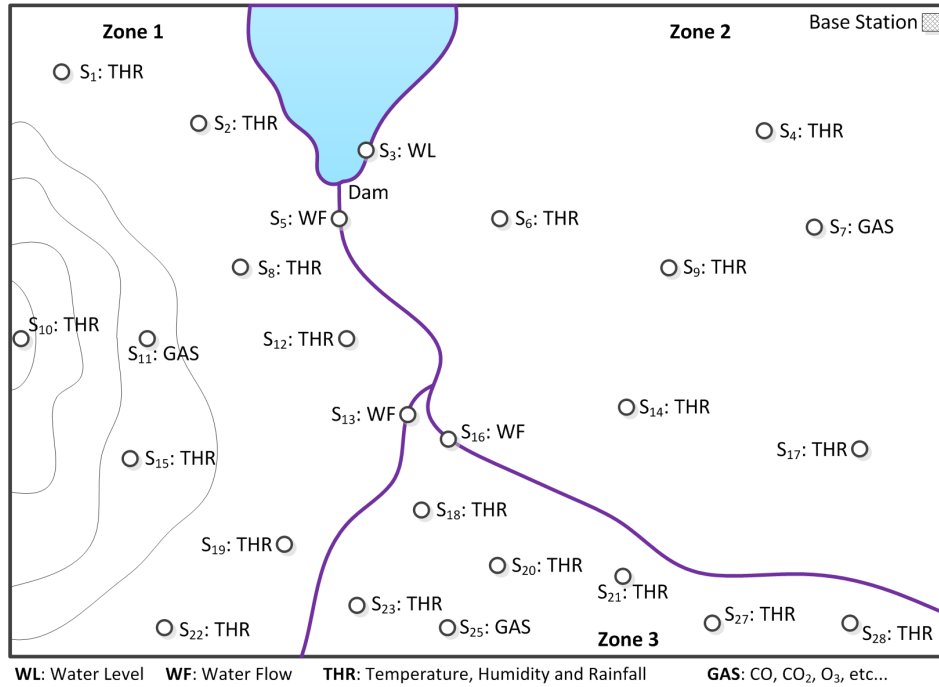 Zone 1
Zone 2
Base Station
S₁: THR
S₂: THR
S₄: THR
S₃: WL
Dam
S₅: WF
S₆: THR
S₇: GAS
S₈: THR
S₉: THR
S₁₀: THR
S₁₁: GAS
S₁₂: THR
S₁₃: WF
S₁₄: THR
S₁₆: WF
S₁₇: THR
S₁₅: THR
S₁₈: THR
S₁₉: THR
S₂₀: THR
S₂₁: THR
S₂₃: THR
S₂₂: THR
S₂₅: GAS
S₂₇: THR
S₂₈: THR
Zone 3
WL: Water Level WF: Water Flow THR: Temperature, Humidity and Rainfall GAS: CO, CO₂, O₃, etc...